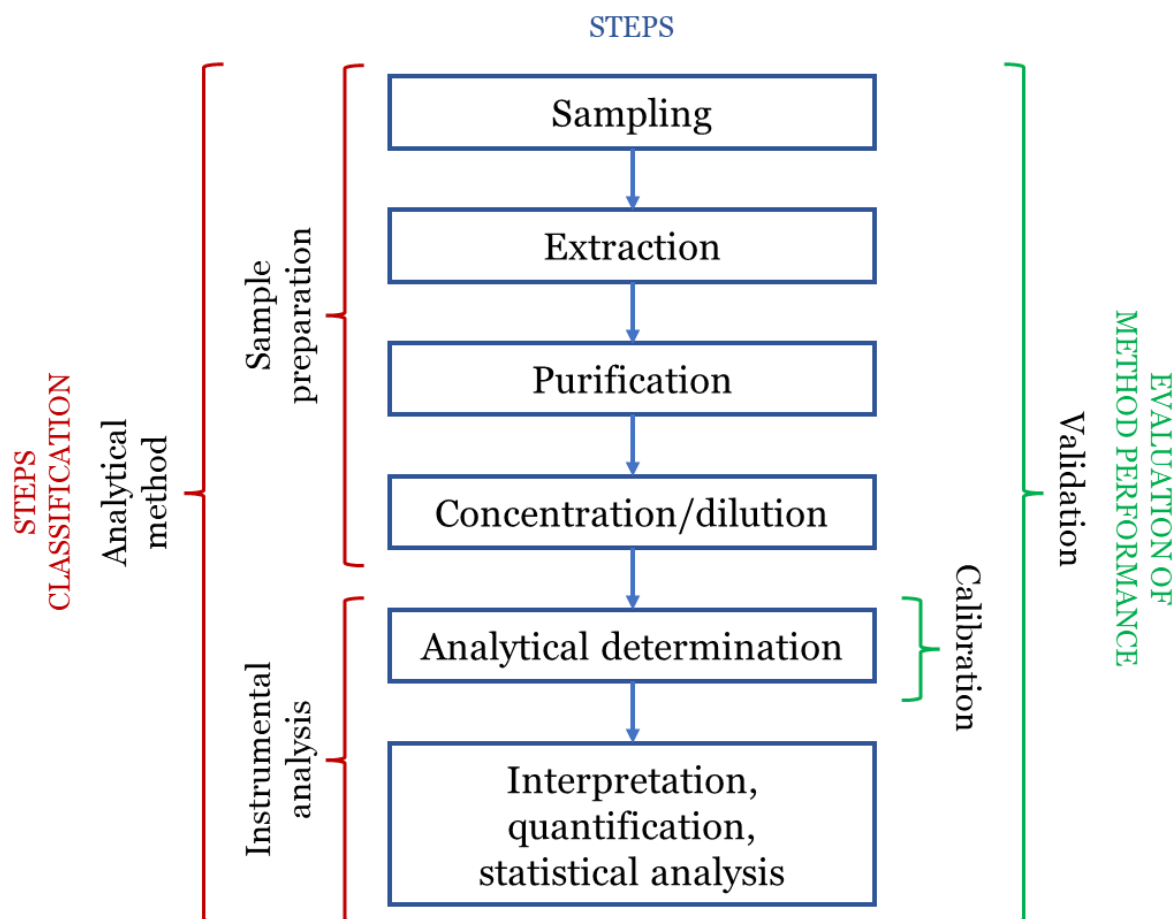 STEPS
Sampling
Extraction
Purification
Concentration/dilution
Analytical determination
Interpretation,
quantification,
statistical analysis
STEPS
CLASSIFICATION
Analytical
method
Sample
preparation
Instrumental
analysis
Calibration
Validation
EVALUATION OF
METHOD PERFORMANCE